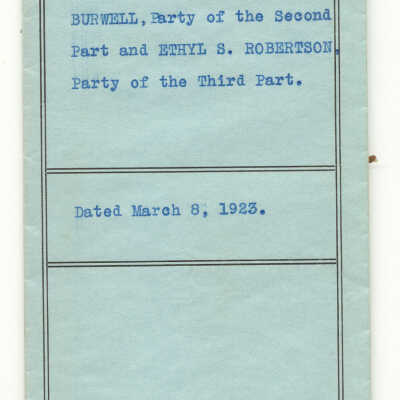 BURWELL, Party of the Second
Part and ETHYL S. ROBERTSON,
Party of the Third Part.
Dated March 8, 1923.